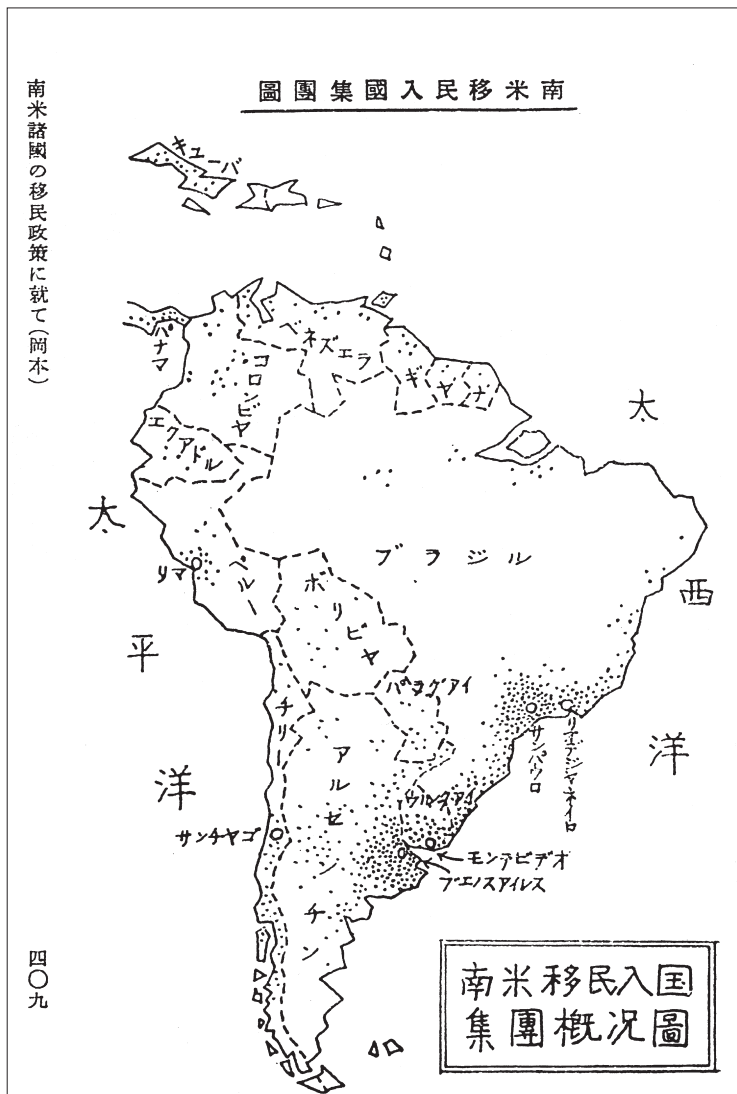 南米移民入國集團圖
南米諸國の移民政策に就て(岡本)
キューバ
パナマ
ベネズエラ
コロンビヤ
ギヤナ
エクアドル
太平洋
太西洋
ブラジル
ペルー
リマ
ボリビヤ
パラグアイ
チリー
アルゼンチン
ウルグアイ
サンパウロ
リオデジャネイロ
サンチヤゴ
モンテビデオ
ブエノスアイレス
南米移民入国
集團概况圖
四〇九